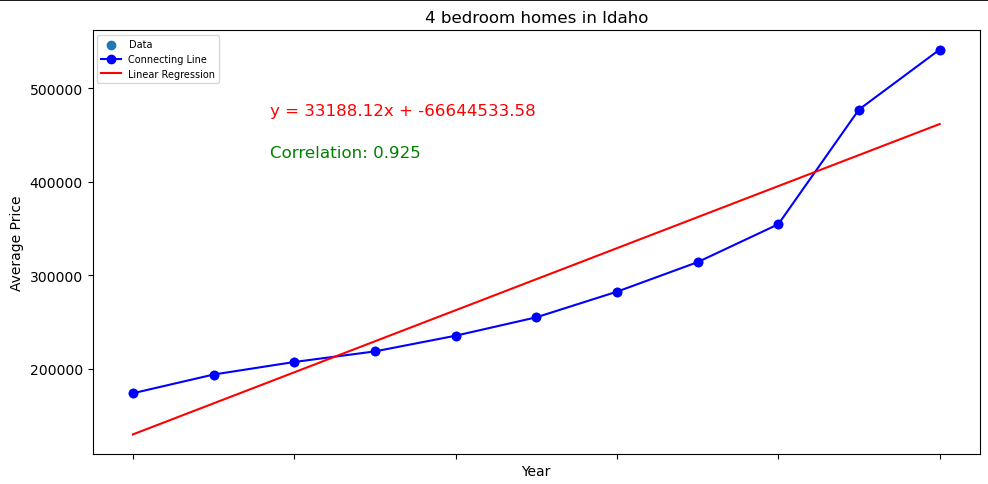 4 bedroom homes in Idaho
Data
Connecting Line
Linear Regression
y = 33188.12x + -66644533.58
Correlation: 0.925
500000
400000
300000
200000
Average Price
Year